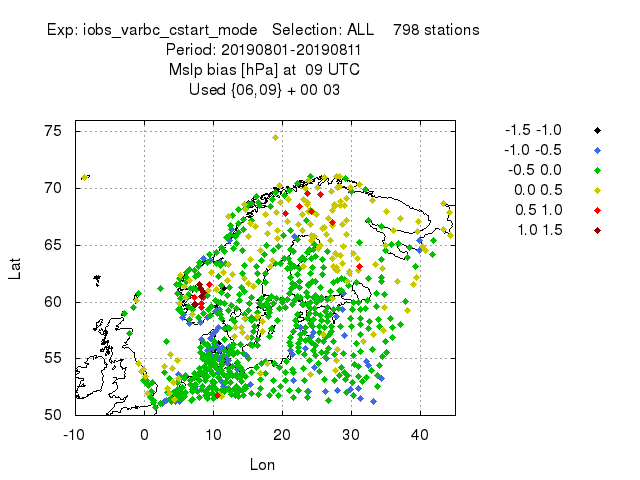 Exp: iobs_varbc_cstart_mode   Selection: ALL    798 stations
Period: 20190801-20190811
Mslp bias [hPa] at  09 UTC
Used {06,09} + 00 03
75
70
65
60
55
50
-10 0 10 20 30 40
Lat
Lon
-1.5 -1.0
-1.0 -0.5
-0.5 0.0
0.0 0.5
0.5 1.0
1.0 1.5